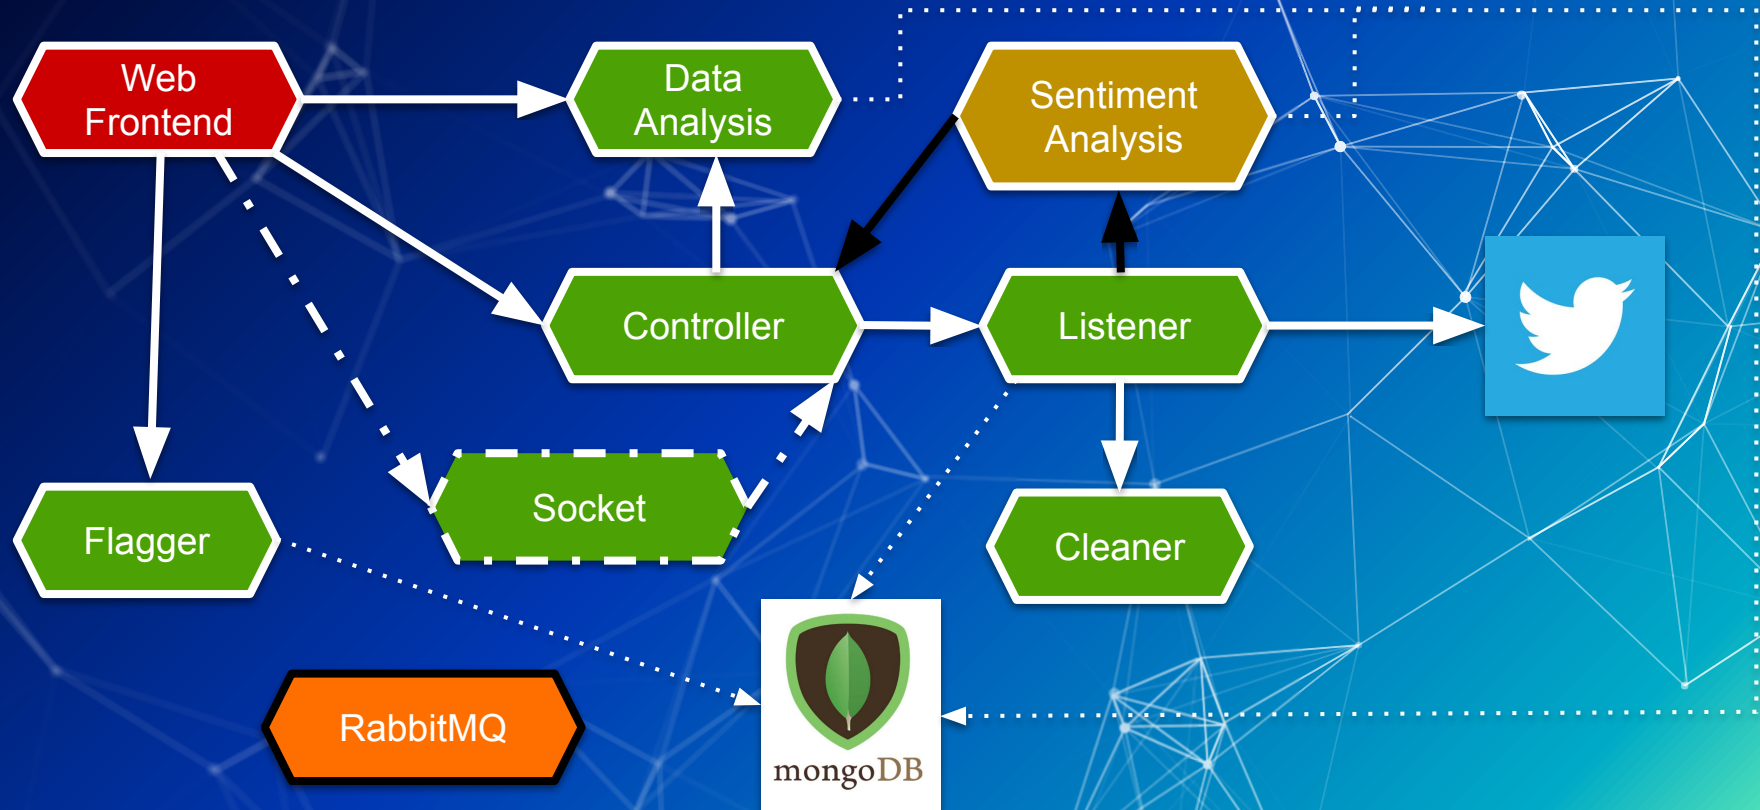 Web
Frontend
Data
Analysis
Sentiment
Analysis
Controller
Listener
Socket
Flagger
Cleaner
RabbitMQ
mongoDB